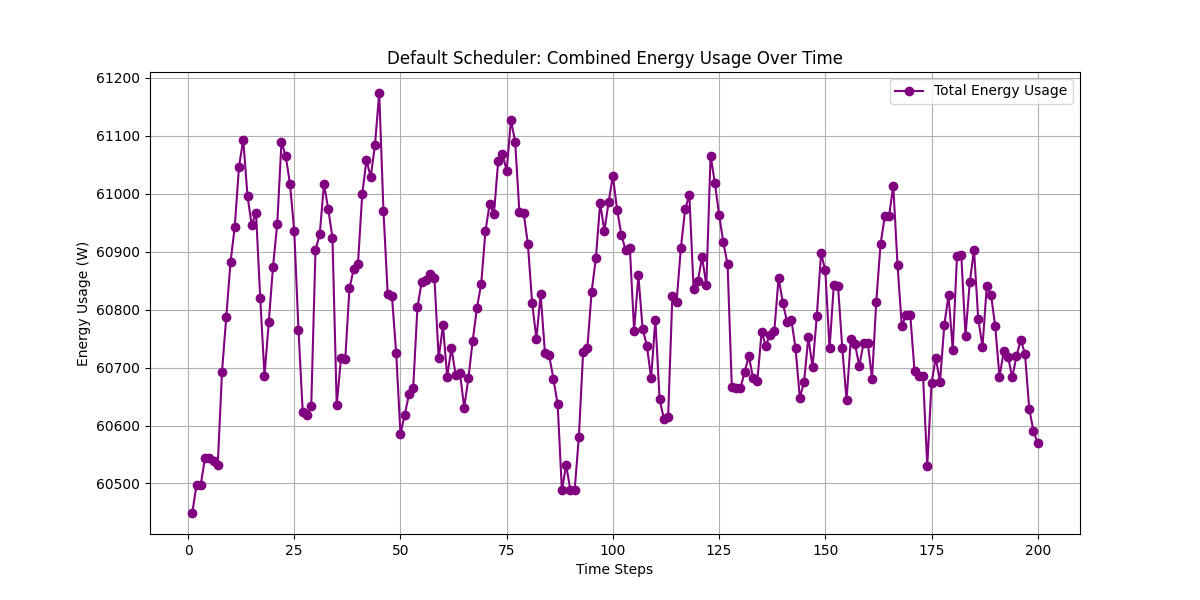 Default Scheduler: Combined Energy Usage Over Time
Total Energy Usage
Energy Usage (W)
61200
61100
61000
60900
60800
60700
60600
60500
0 25 50 75 100 125 150 175 200
Time Steps